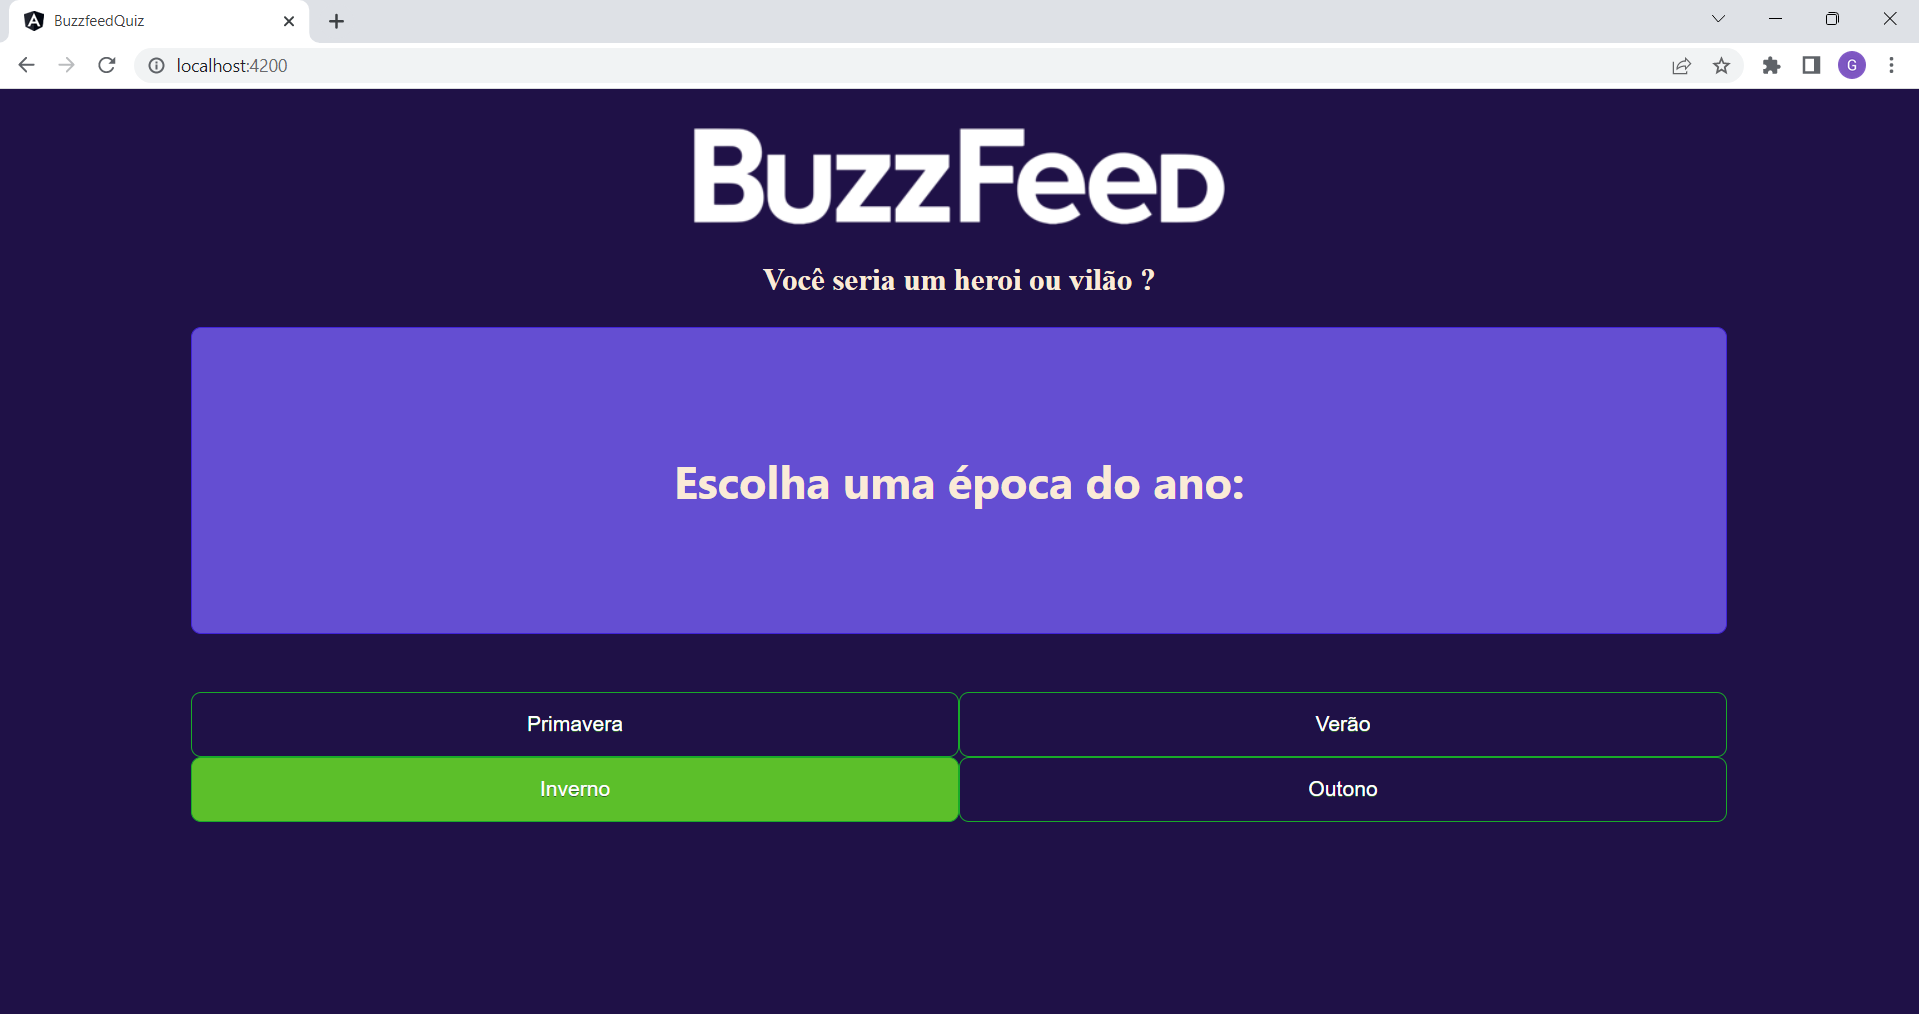 BuzzfeedQuiz
localhost:4200
G
BuzzFeed
Você seria um heroi ou vilão ?
Escolha uma época do ano:
Primavera
Verão
Inverno
Outono